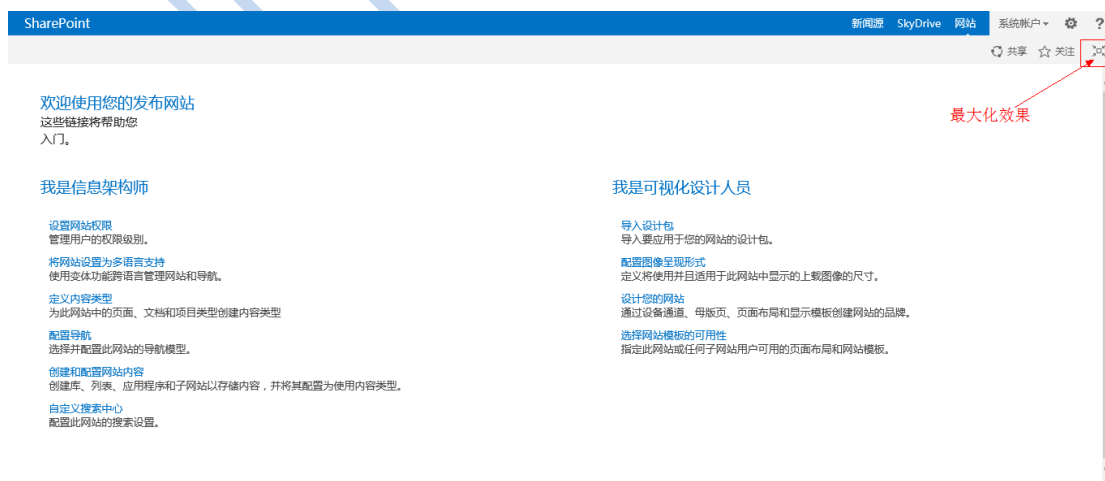 SharePoint 新闻源 SkyDrive 网站 系统帐户 ?
共享 关注
欢迎使用您的发布网站
这些链接将帮助您
入门。
最大化效果
我是信息架构师
设置网站权限
管理用户的权限级别。
将网站设置为多语言支持
使用变体功能跨语言管理网站和导航。
定义内容类型
为此网站中的页面、文档和项目类型创建内容类型
配置导航
选择并配置此网站的导航模型。
创建和配置网站内容
创建库、列表、应用程序和子网站以存储内容，并将其配置为使用内容类型。
自定义搜索中心
配置此网站的搜索设置。
我是可视化设计人员
导入设计包
导入要应用于您的网站的设计包。
配置图像呈现形式
定义将使用并且适用于此网站中显示的上载图像的尺寸。
设计您的网站
通过设备通道、母版页、页面布局和显示模板创建网站的品牌。
选择网站模板的可用性
指定此网站或任何子网站用户可用的页面布局和网站模板。